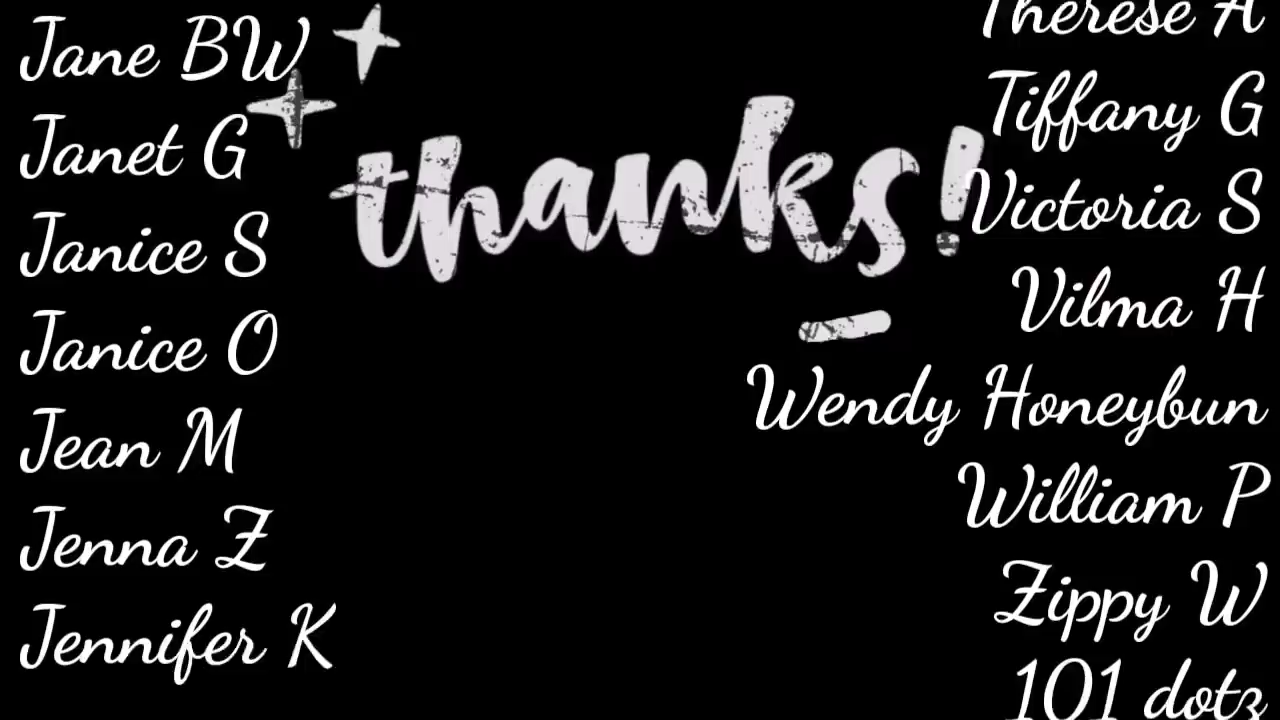 Jane BW
Janet G
Janice S
Janice O
Jean M
Jenna Z
Jennifer K
thanks!
Therese A
Tiffany G
Victoria S
Vilma H
Wendy Honeybun
William P
Zippy W
101 dotz